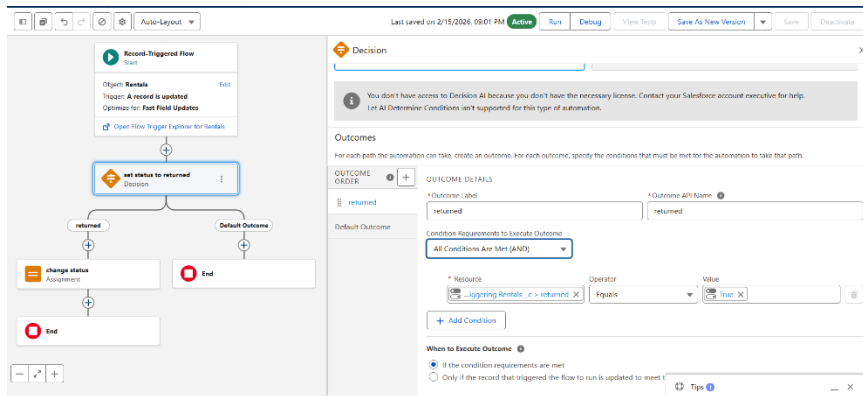 Auto-Layout
Last saved on 2/15/2026, 09:01 PM Active Run Debug View Tests Save As New Version Save Deactivate
Record-Triggered Flow
Start
Object: Rentals Edit
Trigger: A record is updated
Optimize for: Fast Field Updates
Open Flow Trigger Explorer for Rentals
set status to returned
Decision
returned
Default Outcome
change status
Assignment
End
End
Decision
You don't have access to Decision AI because you don't have the necessary license. Contact your Salesforce account executive for help.
Let AI Determine Conditions isn't supported for this type of automation.
Outcomes
For each path the automation can take, create an outcome. For each outcome, specify the conditions that must be met for the automation to take that path.
OUTCOME ORDER
returned
Default Outcome
OUTCOME DETAILS
*Outcome Label
returned
*Outcome API Name
returned
Condition Requirements to Execute Outcome
All Conditions Are Met (AND)
* Resource Operator Value
...iggering Rentals__c > returned Equals True
+ Add Condition
When to Execute Outcome
If the condition requirements are met
Only if the record that triggered the flow to run is updated to meet t
Tips